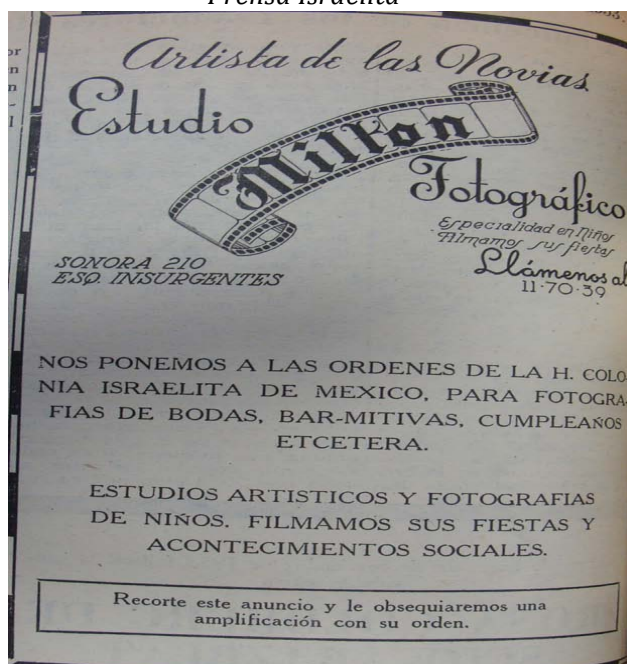 Prensa Israelita
Artista de las Novias
Estudio
Milton
Fotográfico
Especialidad en Niños
Filmamos sus fiestas
Llámenos al
11-70-39
SONORA 210
ESQ. INSURGENTES
NOS PONEMOS A LAS ORDENES DE LA H. COLO-
NIA ISRAELITA DE MEXICO, PARA FOTOGRA-
FIAS DE BODAS, BAR-MITIVAS, CUMPLEAÑOS
ETCETERA.
ESTUDIOS ARTISTICOS Y FOTOGRAFIAS
DE NIÑOS. FILMAMOS SUS FIESTAS Y
ACONTECIMIENTOS SOCIALES.
Recorte este anuncio y le obsequiaremos una
amplificación con su orden.